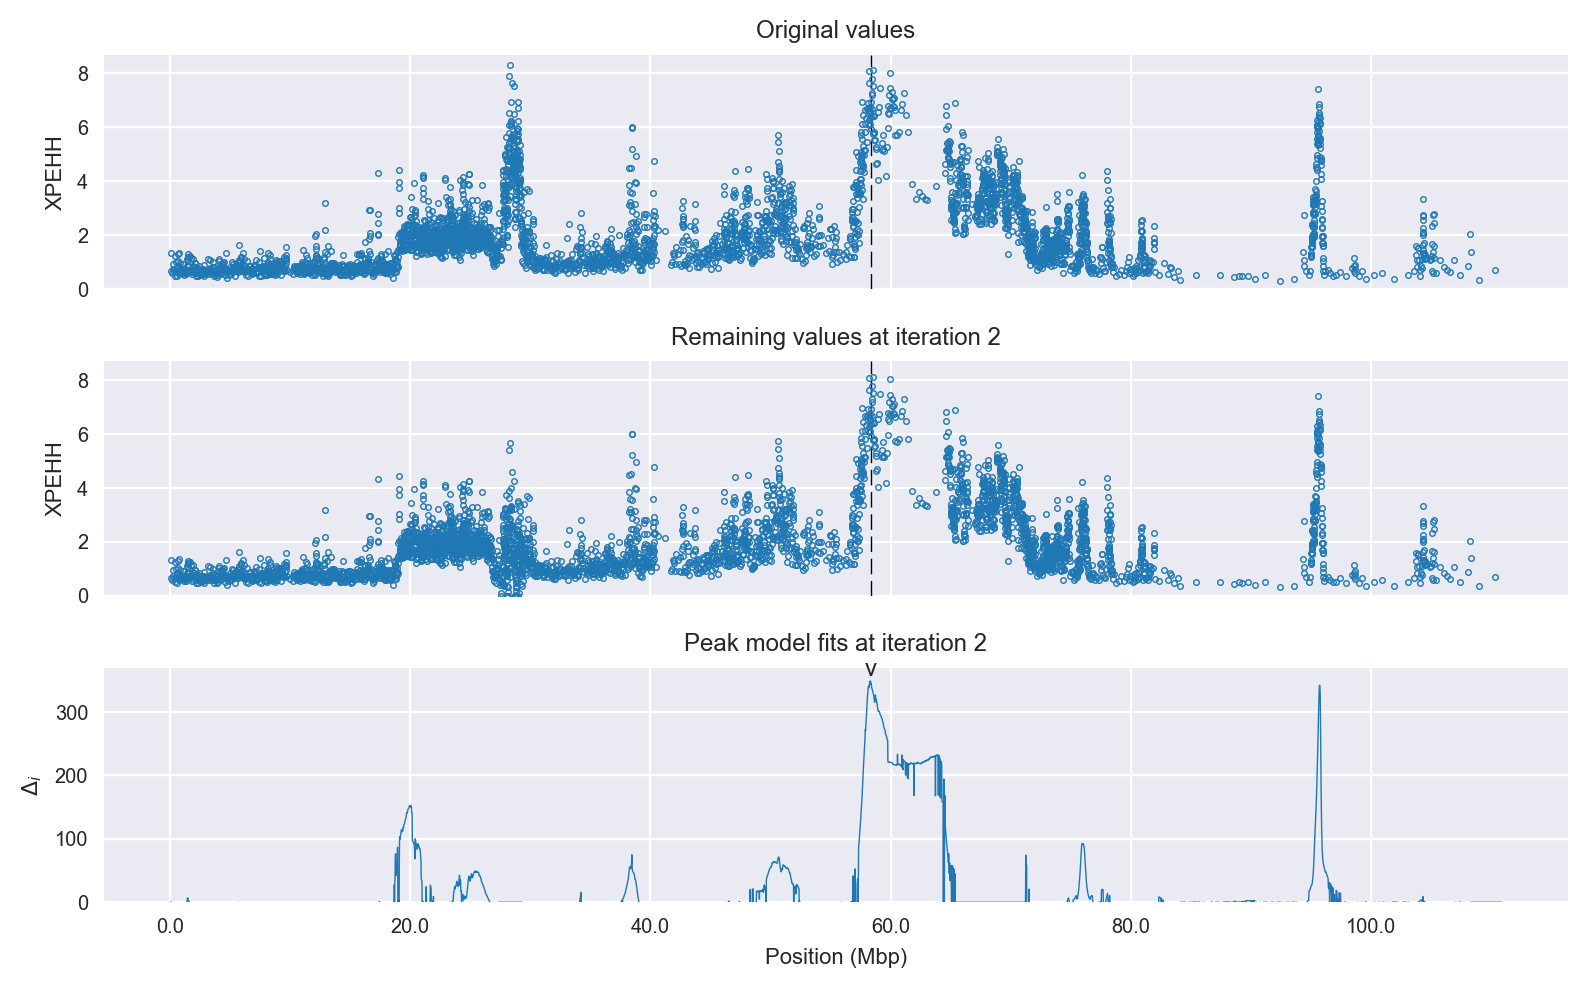 Original values
8
6
4
2
0
XPEHH
Remaining values at iteration 2
8
6
4
2
0
XPEHH
Peak model fits at iteration 2
v
300
200
100
0
Δi
0.0 20.0 40.0 60.0 80.0 100.0
Position (Mbp)